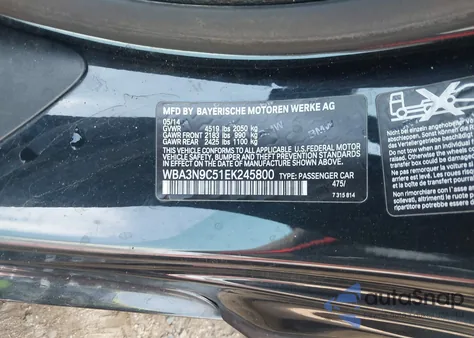 MFD BY BAYERISCHE MOTOREN WERKE AG
05/14
GVWR 4519 lbs 2050 kg
GAWR FRONT 2183 lbs 990 kg
GAWR REAR 2425 lbs 1100 kg
THIS VEHICLE CONFORMS TO ALL APPLICABLE U.S. FEDERAL MOTOR
VEHICLE SAFETY, BUMPER, AND THEFT PREVENTION STANDARDS
IN EFFECT ON THE DATE OF MANUFACTURE SHOWN ABOVE.
WBA3N9C51EK245800 TYPE: PASSENGER CAR
475/
7 315 814
autoSnap